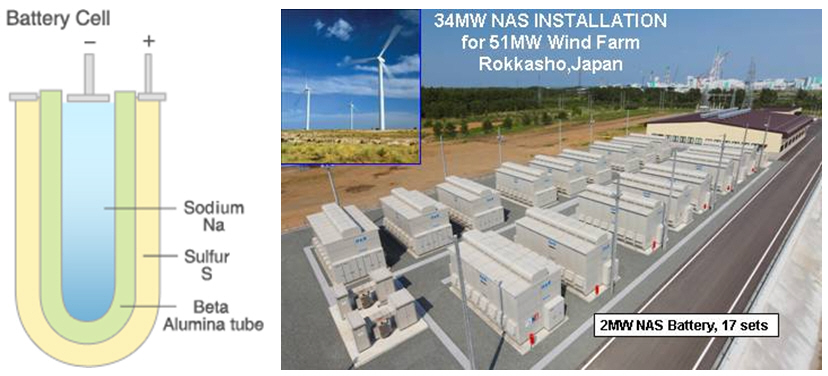 Battery Cell
− +
Sodium
Na
Sulfur
S
Beta
Alumina tube
34MW NAS INSTALLATION
for 51MW Wind Farm
Rokkasho,Japan
2MW NAS Battery, 17 sets